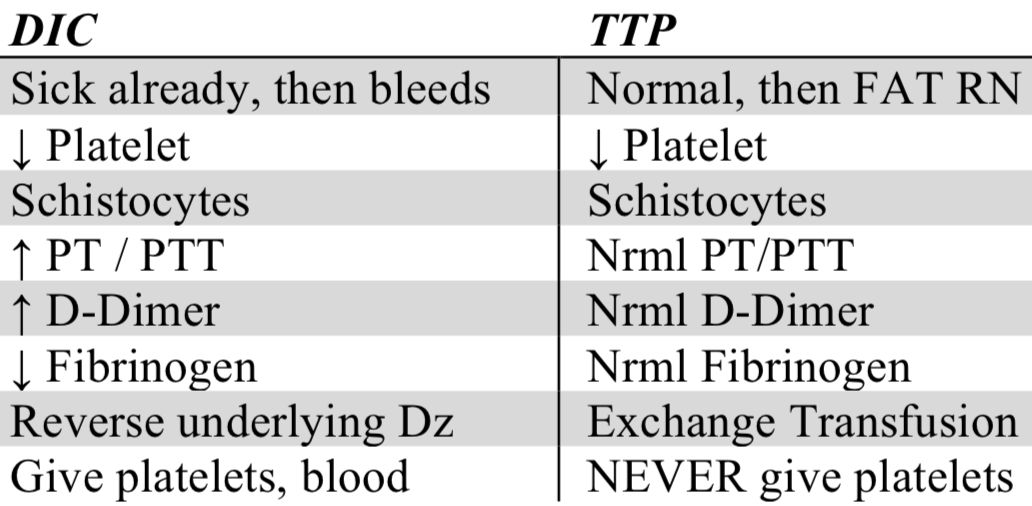 DIC TTP
Sick already, then bleeds Normal, then FAT RN
↓ Platelet ↓ Platelet
Schistocytes Schistocytes
↑ PT / PTT Nrml PT/PTT
↑ D-Dimer Nrml D-Dimer
↓ Fibrinogen Nrml Fibrinogen
Reverse underlying Dz Exchange Transfusion
Give platelets, blood NEVER give platelets